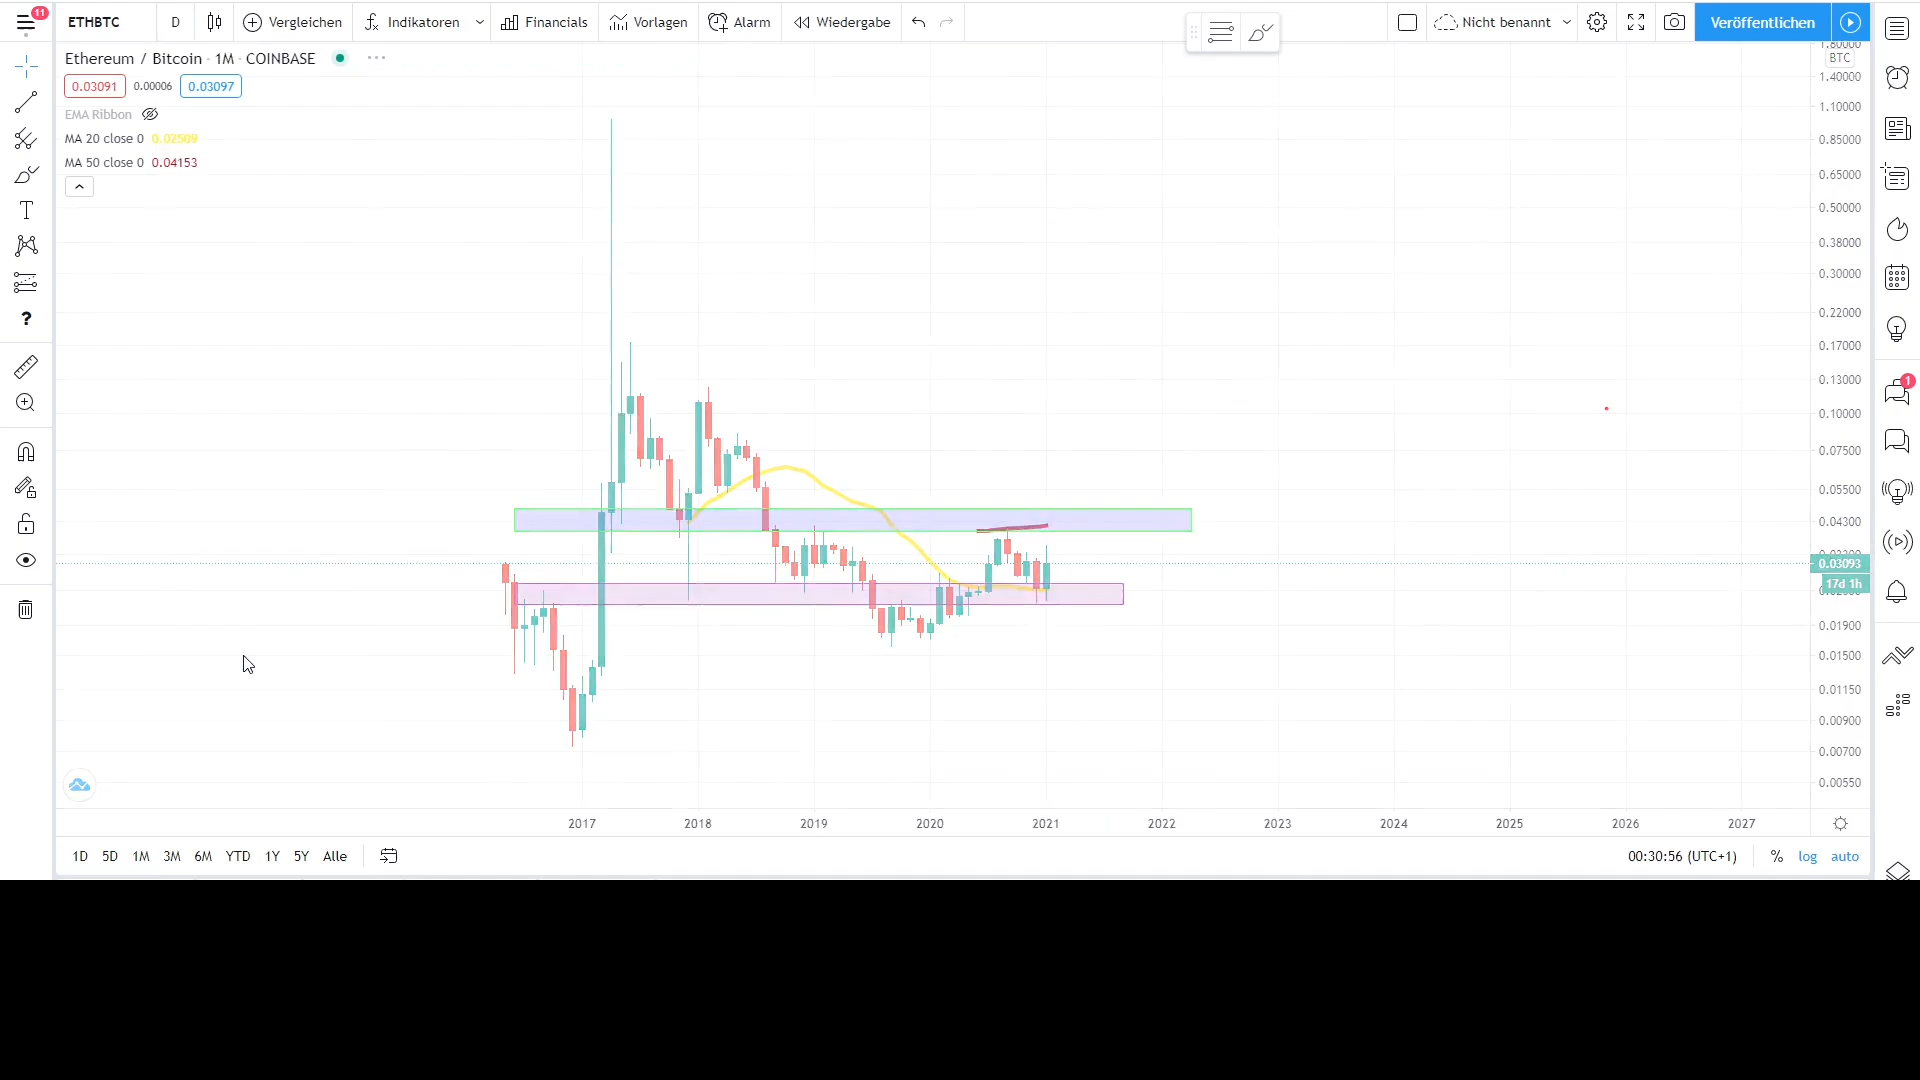 11
ETHBTC D Vergleichen Indikatoren Financials Vorlagen Alarm Wiedergabe Nicht benannt Veröffentlichen
Ethereum / Bitcoin · 1M · COINBASE
0.03091 0.00006 0.03097
EMA Ribbon
MA 20 close 0 0.02509
MA 50 close 0 0.04153
1.80000
BTC
1.40000
1.10000
0.85000
0.65000
0.50000
0.38000
0.30000
0.22000
0.17000
0.13000
1
0.10000
0.07500
0.05500
0.04300
0.03093
17d 1h
0.01900
0.01500
0.01150
0.00900
0.00700
0.00550
2017 2018 2019 2020 2021 2022 2023 2024 2025 2026 2027
1D 5D 1M 3M 6M YTD 1Y 5Y Alle 00:30:56 (UTC+1) % log auto